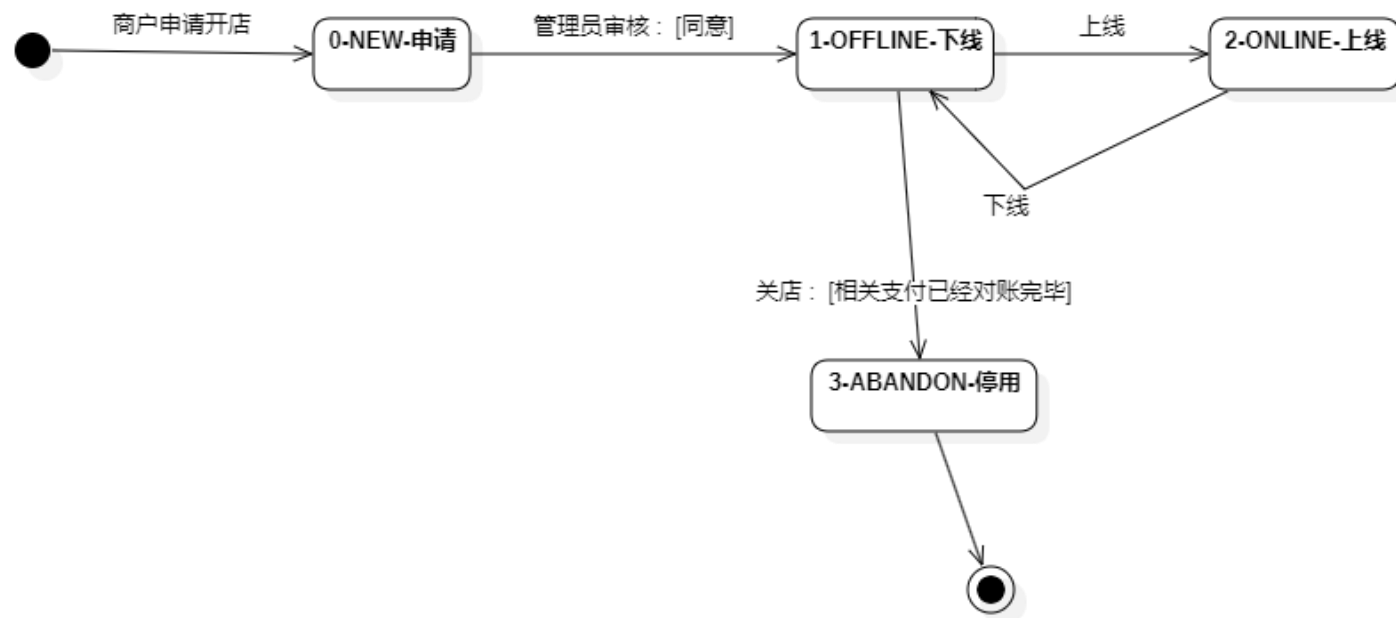 商户申请开店
0-NEW-申请
管理员审核：[同意]
1-OFFLINE-下线
上线
2-ONLINE-上线
下线
关店：[相关支付已经对账完毕]
3-ABANDON-停用